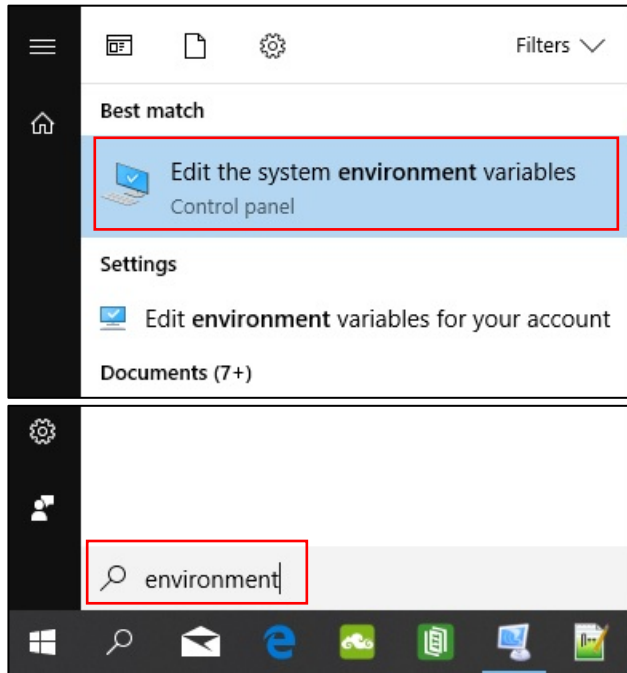 Filters
Best match
Edit the system environment variables
Control panel
Settings
Edit environment variables for your account
Documents (7+)
environment